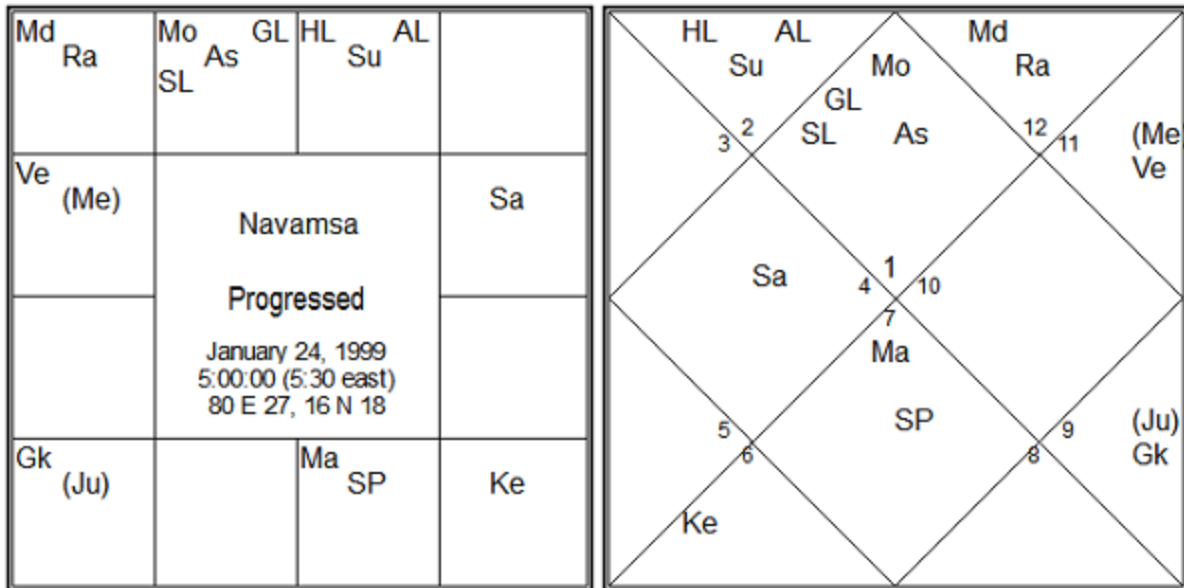 Md
Ra
Mo GL
As
SL
HL AL
Su
Ve
(Me)
Sa
Navamsa
Progressed
January 24, 1999
5:00:00 (5:30 east)
80 E 27, 16 N 18
Gk
(Ju)
Ma
SP
Ke
HL AL
Su
Mo
GL
SL As
Md
Ra
2
3
12
11
(Me)
Ve
Sa
1
4
10
7
Ma
SP
5
6
9
8
(Ju)
Gk
Ke